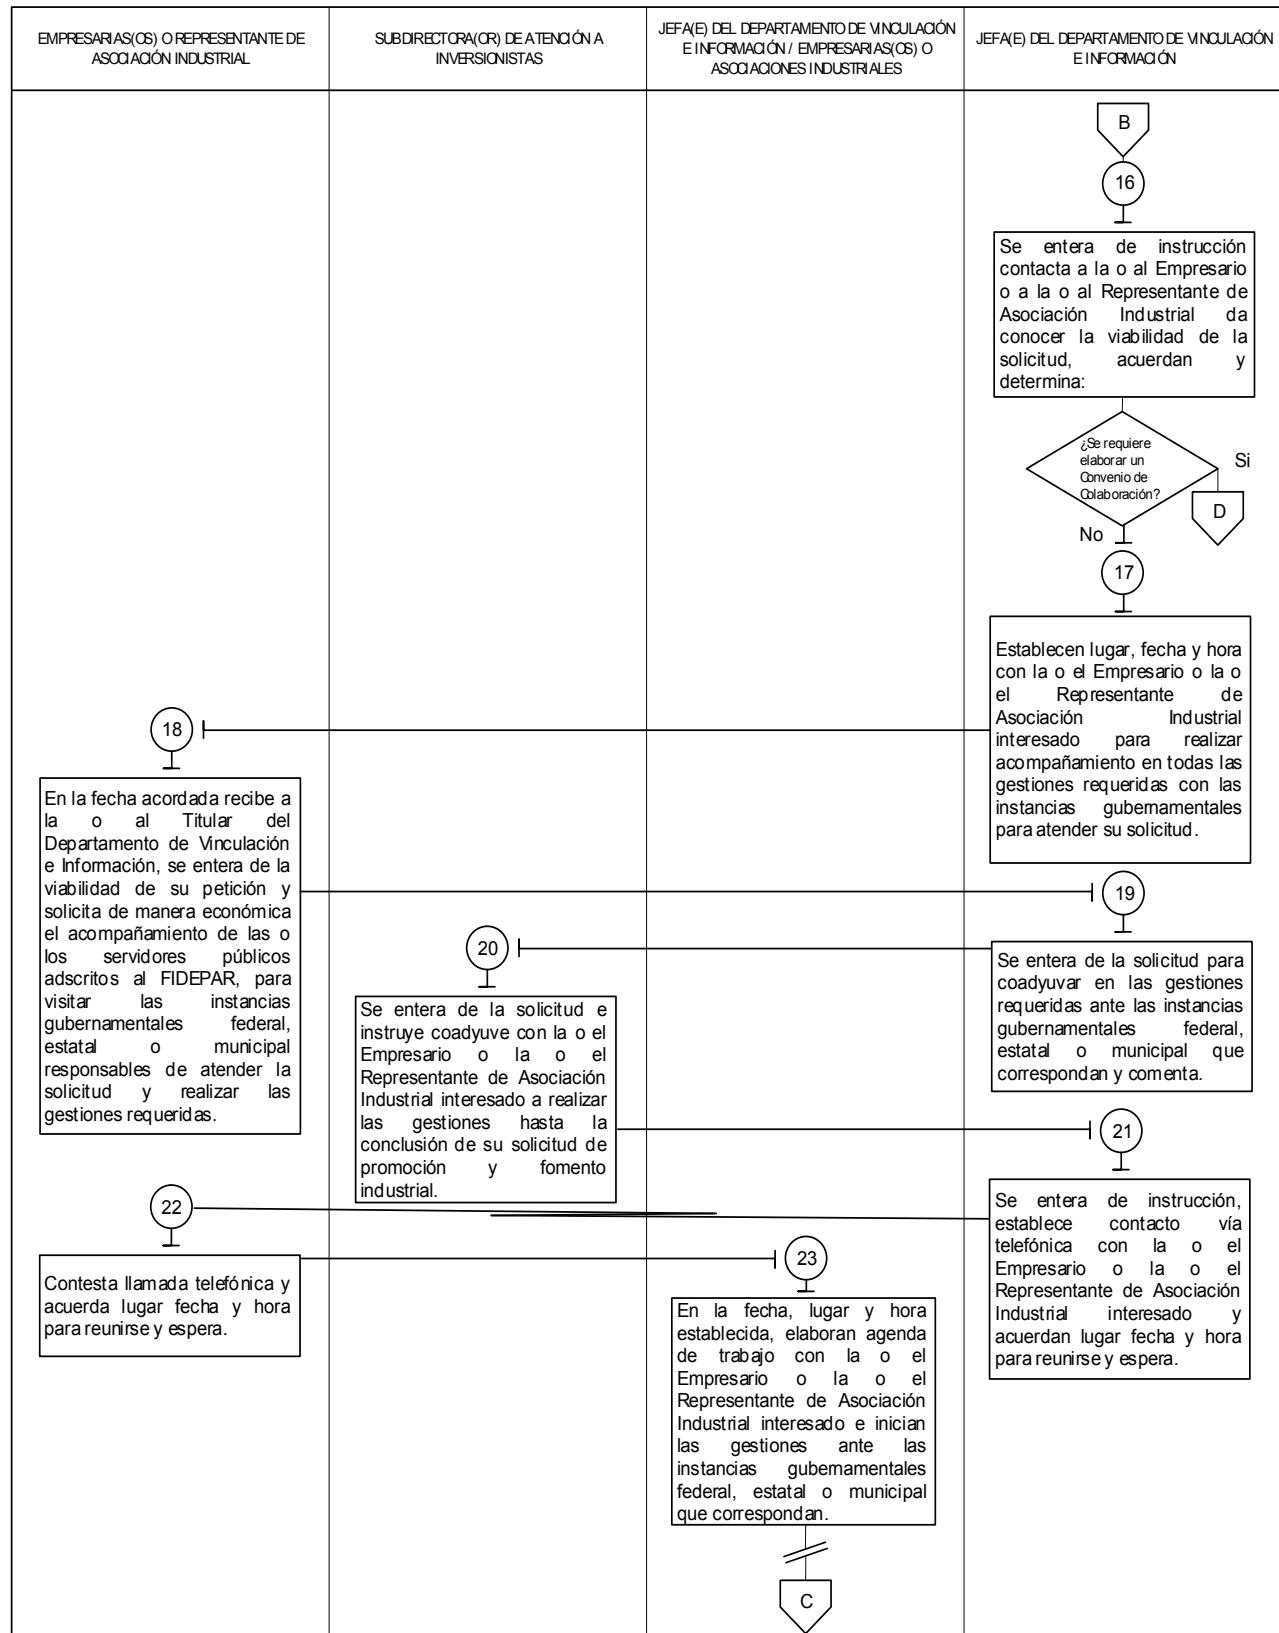 EMPRESARIAS(OS) O REPRESENTANTE DE
ASOCIACIÓN INDUSTRIAL
SUBDIRECTORA(OR) DE ATENCIÓN A
INVERSIONISTAS
JEFA(E) DEL DEPARTAMENTO DE VINCULACIÓN
E INFORMACIÓN / EMPRESARIAS(OS) O
ASOCIACIONES INDUSTRIALES
JEFA(E) DEL DEPARTAMENTO DE VINCULACIÓN
E INFORMACIÓN
B
16
Se entera de instrucción
contacta a la o al Empresario
o a la o al Representante de
Asociación Industrial da
conocer la viabilidad de la
solicitud, acuerdan y
determina:
¿Se requiere
elaborar un
Convenio de
Colaboración?
Si
D
No
17
Establecen lugar, fecha y hora
con la o el Empresario o la o
el Representante de
Asociación Industrial
interesado para realizar
acompañamiento en todas las
gestiones requeridas con las
instancias gubernamentales
para atender su solicitud.
18
En la fecha acordada recibe a
la o al Titular del
Departamento de Vinculación
e Información, se entera de la
viabilidad de su petición y
solicita de manera económica
el acompañamiento de las o
los servidores públicos
adscritos al FIDEPAR, para
visitar las instancias
gubernamentales federal,
estatal o municipal
responsables de atender la
solicitud y realizar las
gestiones requeridas.
19
Se entera de la solicitud para
coadyuvar en las gestiones
requeridas ante las instancias
gubernamentales federal,
estatal o municipal que
correspondan y comenta.
20
Se entera de la solicitud e
instruye coadyuve con la o el
Empresario o la o el
Representante de Asociación
Industrial interesado a realizar
las gestiones hasta la
conclusión de su solicitud de
promoción y fomento
industrial.
21
Se entera de instrucción,
establece contacto vía
telefónica con la o el
Empresario o la o el
Representante de Asociación
Industrial interesado y
acuerdan lugar fecha y hora
para reunirse y espera.
22
Contesta llamada telefónica y
acuerda lugar fecha y hora
para reunirse y espera.
23
En la fecha, lugar y hora
establecida, elaboran agenda
de trabajo con la o el
Empresario o la o el
Representante de Asociación
Industrial interesado e inician
las gestiones ante las
instancias gubernamentales
federal, estatal o municipal
que correspondan.
C